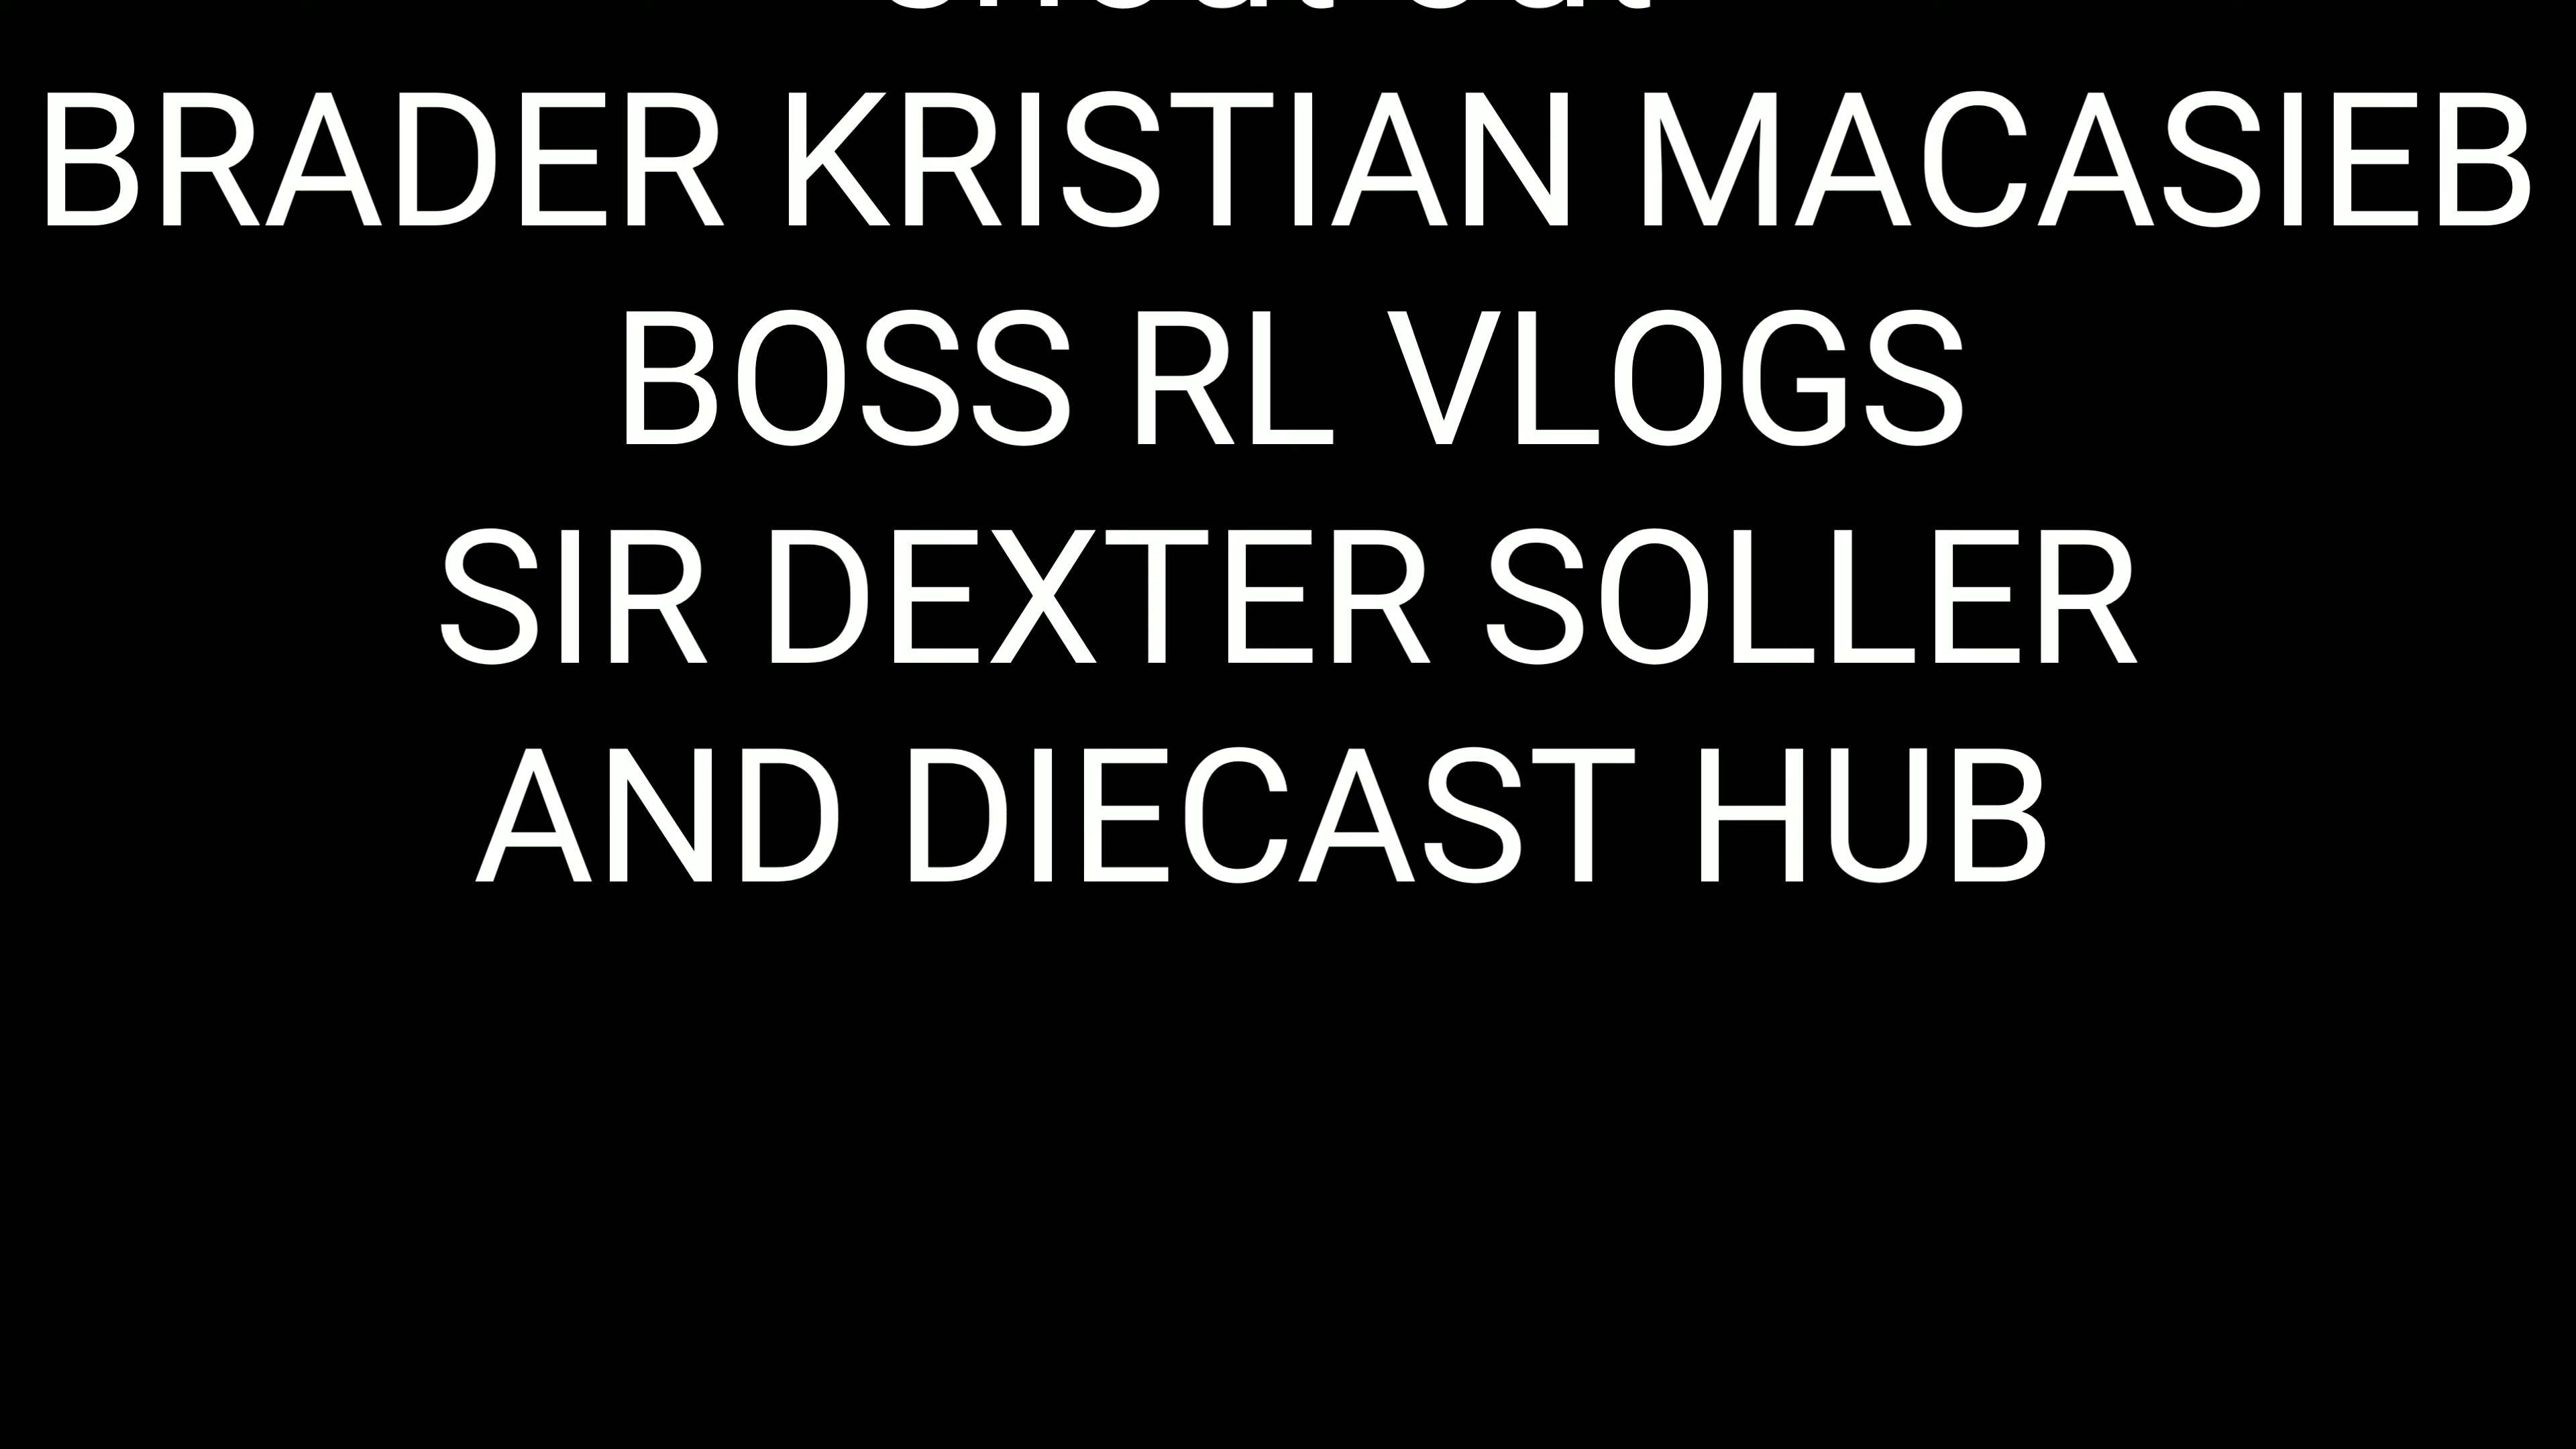 BRADER KRISTIAN MACASIEB
BOSS RL VLOGS
SIR DEXTER SOLLER
AND DIECAST HUB